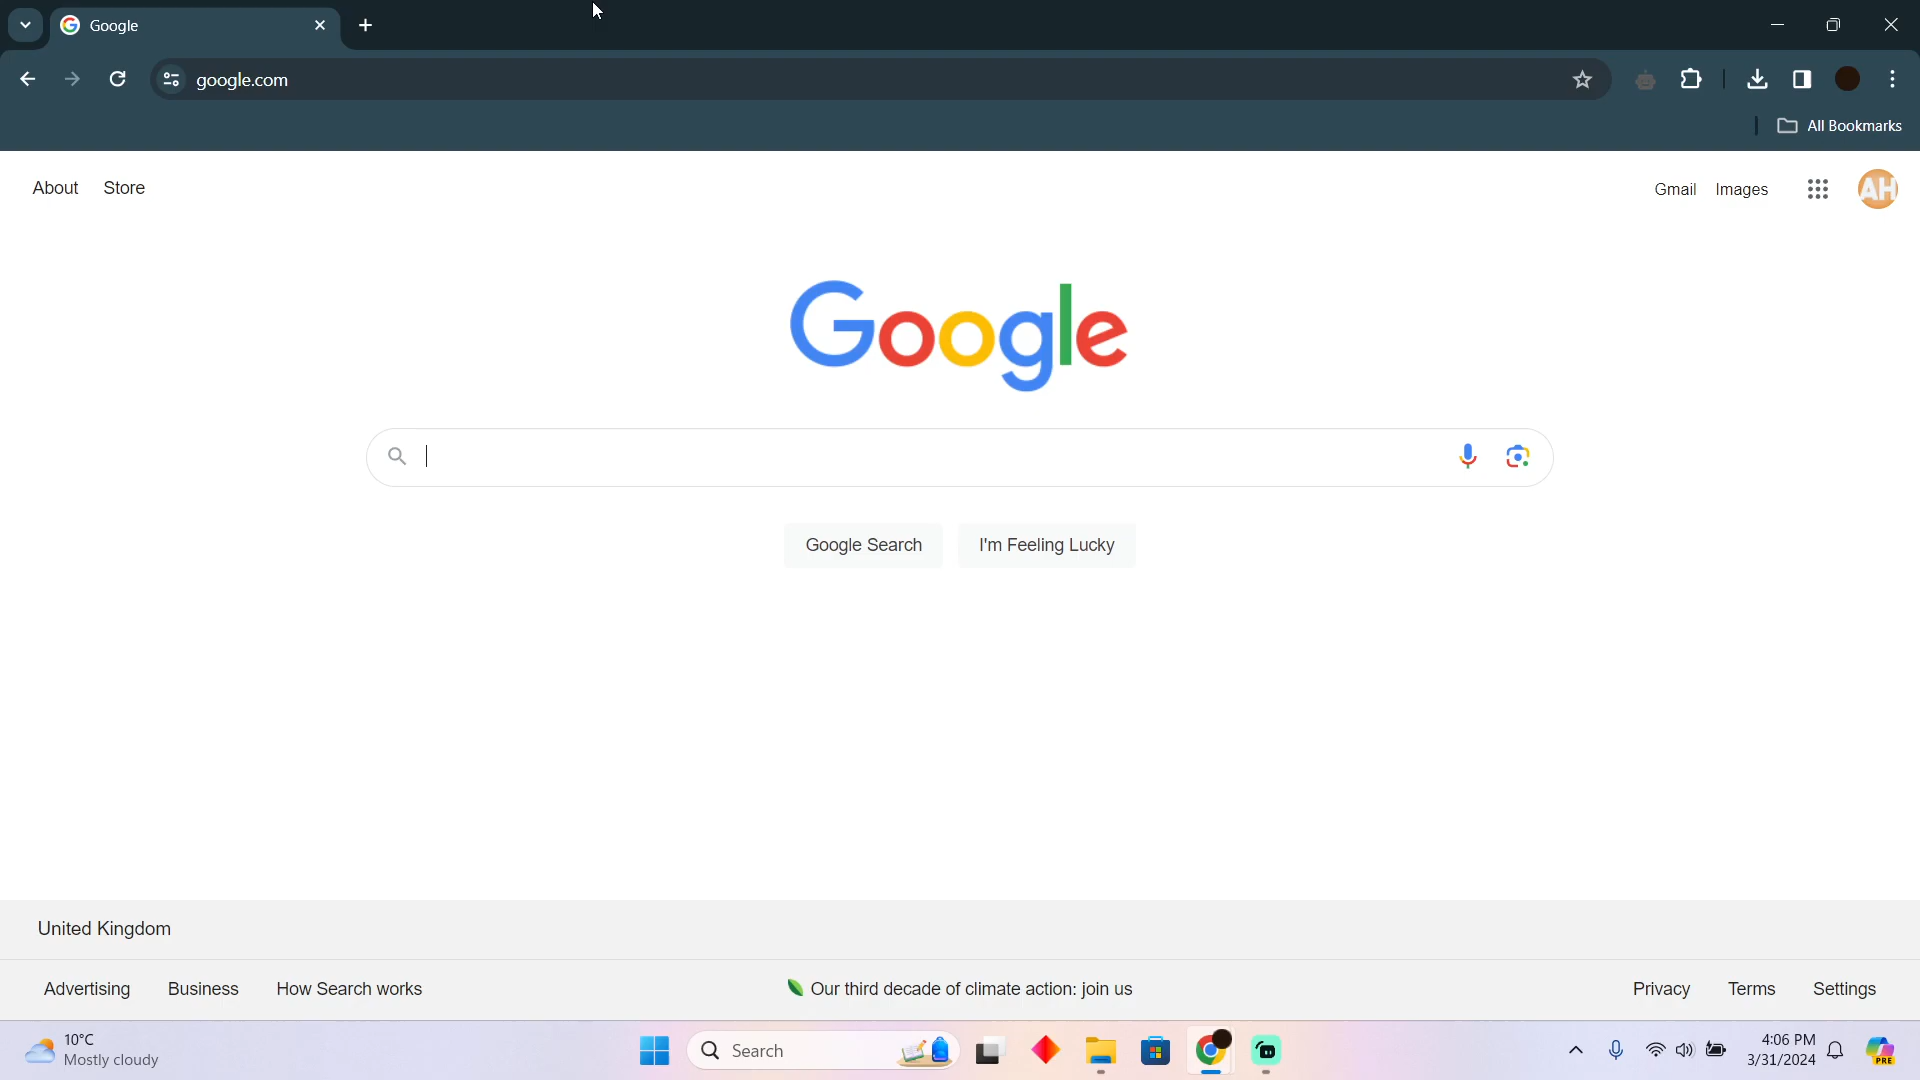 Google
google.com
All Bookmarks
About Store
Gmail Images
AH
Google
Google Search I'm Feeling Lucky
United Kingdom
Advertising Business How Search works
Our third decade of climate action: join us
Privacy Terms Settings
10°C
Mostly cloudy
Search
4:06 PM
3/31/2024
PRE